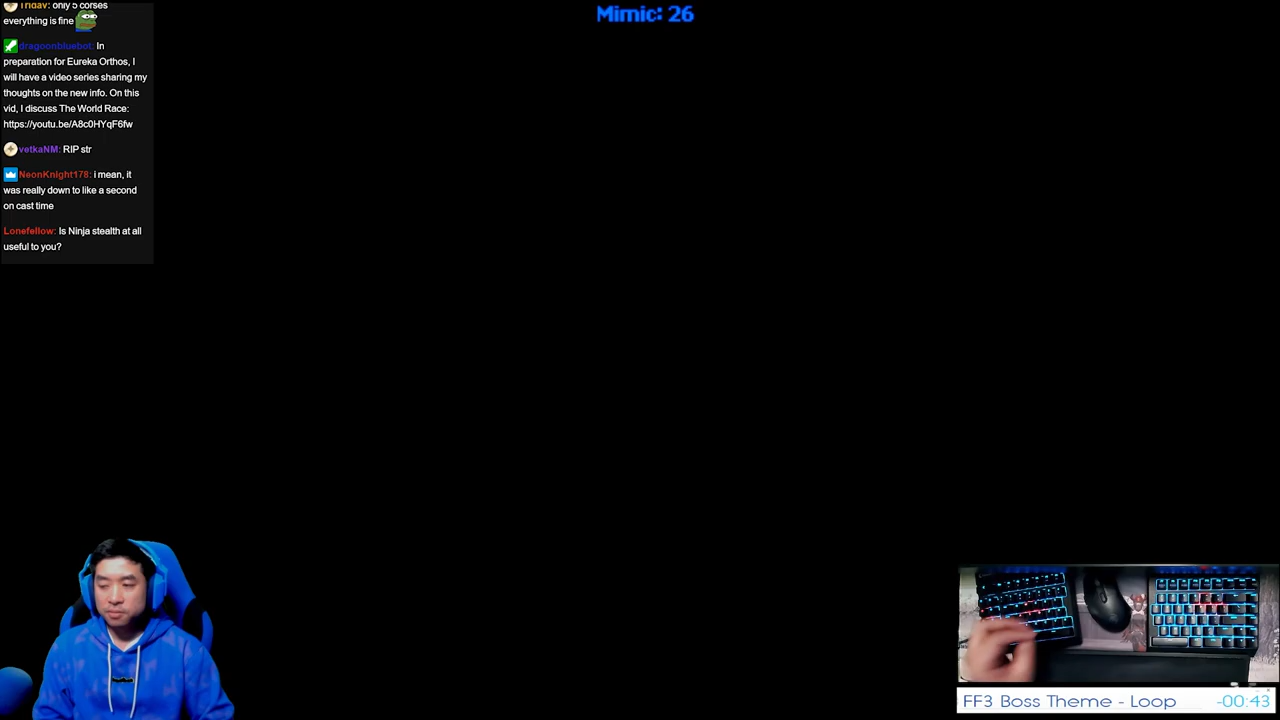 Tridav: only 5 corses
everything is fine
dragoonbluebot: In
preparation for Eureka Orthos, I
will have a video series sharing my
thoughts on the new info. On this
vid, I discuss The World Race:
https://youtu.be/A8c0HYqF6fw
vetkaNM: RIP str
NeonKnight178: i mean, it
was really down to like a second
on cast time
Lonefellow: Is Ninja stealth at all
useful to you?
Mimic: 26
FF3 Boss Theme - Loop
-00:43